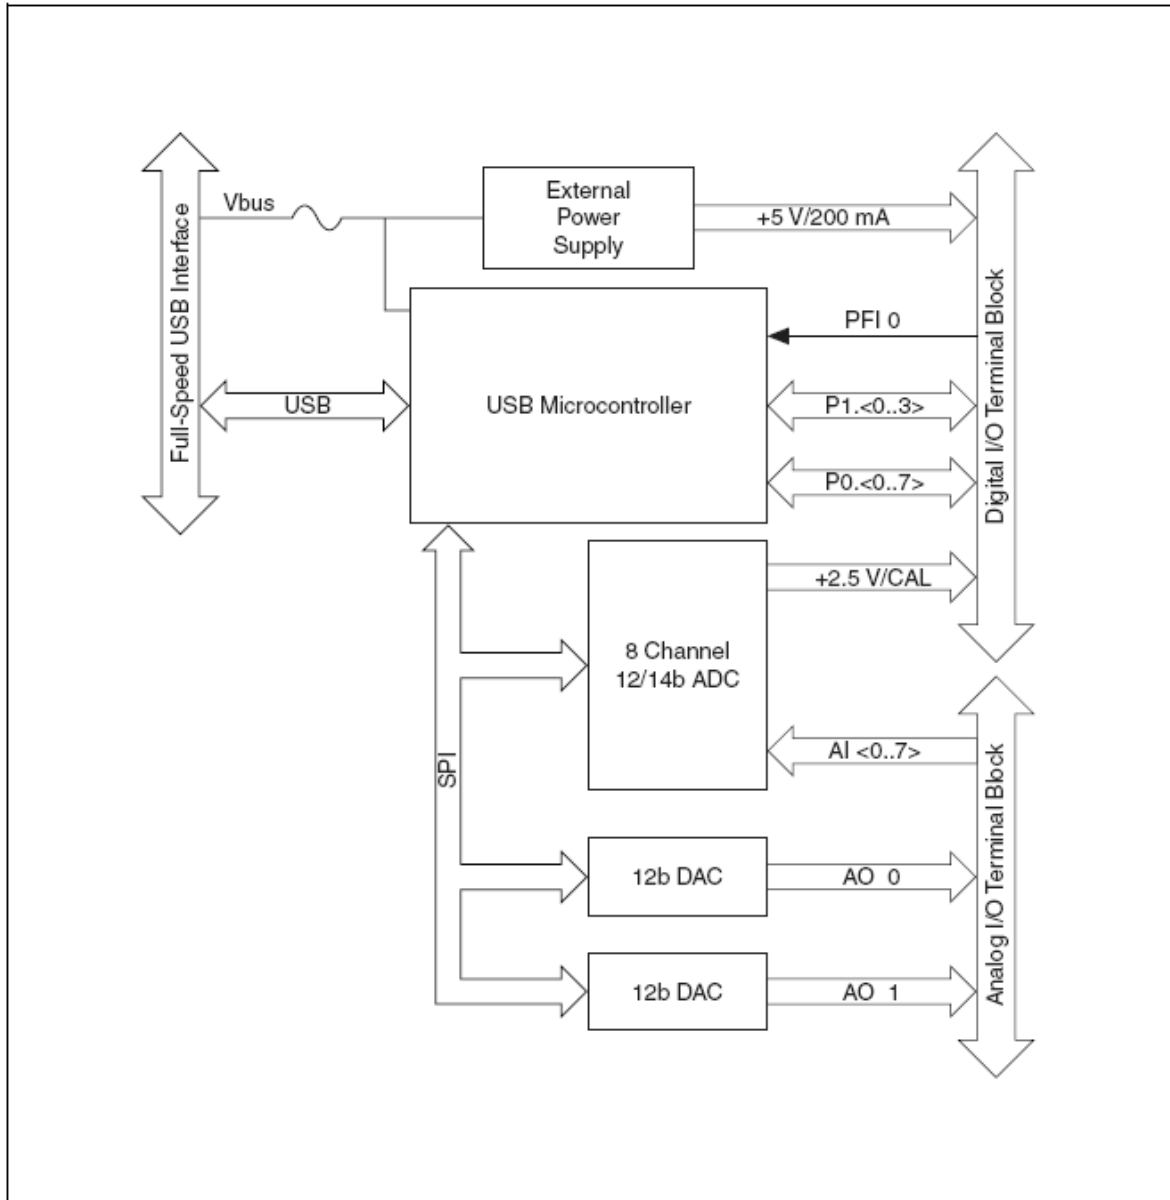 Vbus
External
Power
Supply
+5 V/200 mA
Full-Speed USB Interface
USB
USB Microcontroller
PFI 0
P1.<0..3>
P0.<0..7>
Digital I/O Terminal Block
+2.5 V/CAL
8 Channel
12/14b ADC
SPI
AI <0..7>
12b DAC
AO 0
12b DAC
AO 1
Analog I/O Terminal Block